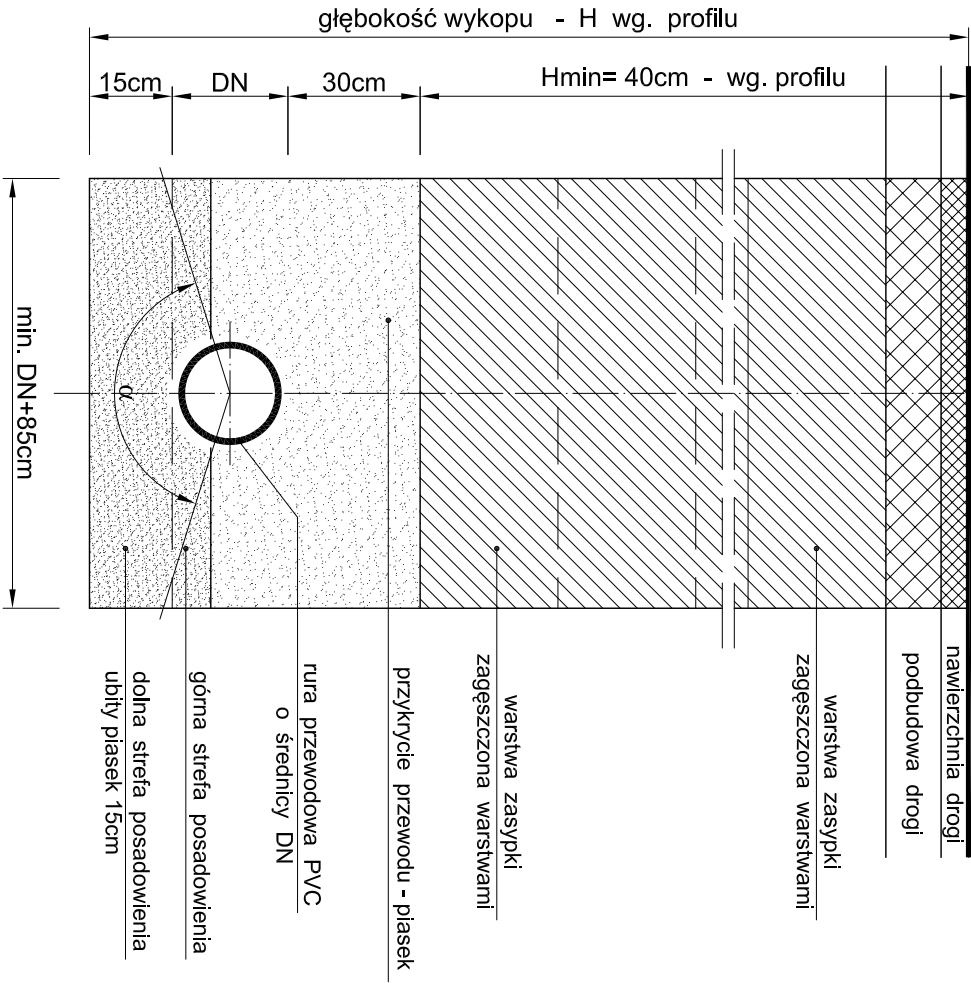 głębokość wykopu - H wg. profilu
15cm
DN
30cm
Hmin= 40cm - wg. profilu
min. DN+85cm
α
nawierzchnia drogi
podbudowa drogi
warstwa zasypki
zagęszczona warstwami
warstwa zasypki
zagęszczona warstwami
przykrycie przewodu - piasek
rura przewodowa PVC
o średnicy DN
górna strefa posadowienia
dolna strefa posadowienia
ubity piasek 15cm